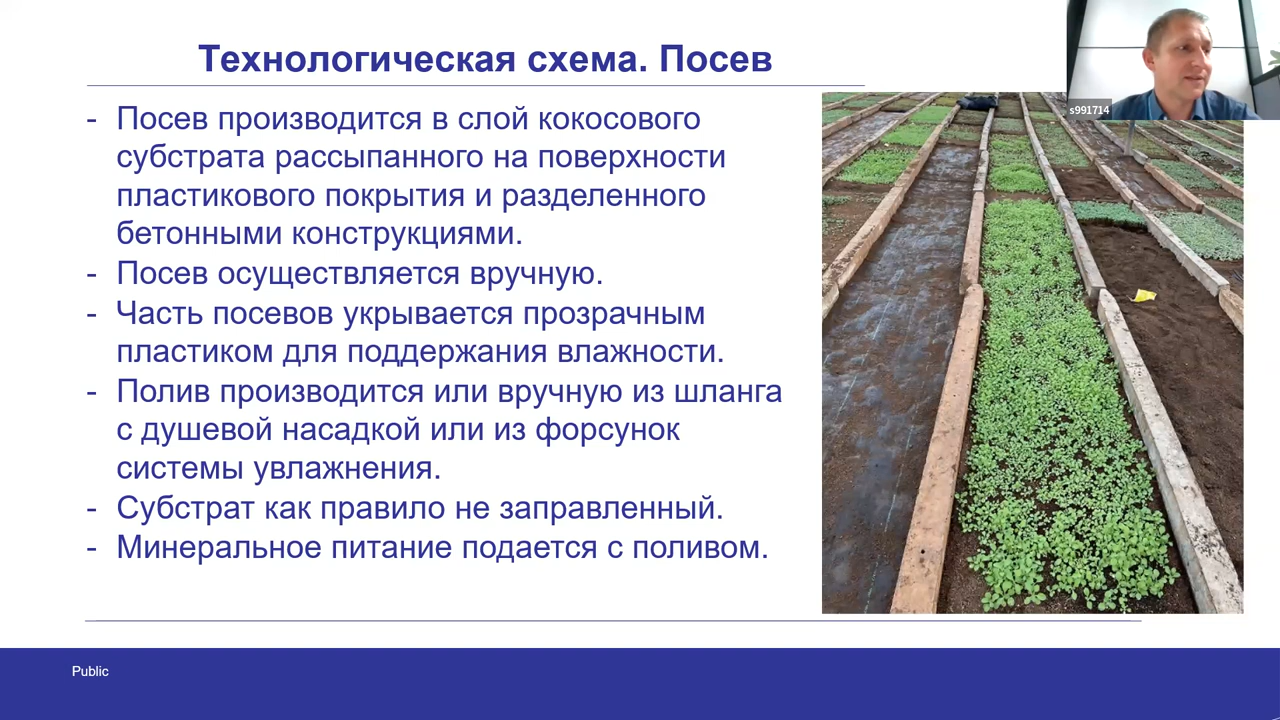 Технологическая схема. Посев
s991714
- Посев производится в слой кокосового
субстрата рассыпанного на поверхности
пластикового покрытия и разделенного
бетонными конструкциями.
- Посев осуществляется вручную.
- Часть посевов укрывается прозрачным
пластиком для поддержания влажности.
- Полив производится или вручную из шланга
с душевой насадкой или из форсунок
системы увлажнения.
- Субстрат как правило не заправленный.
- Минеральное питание подается с поливом.
Public